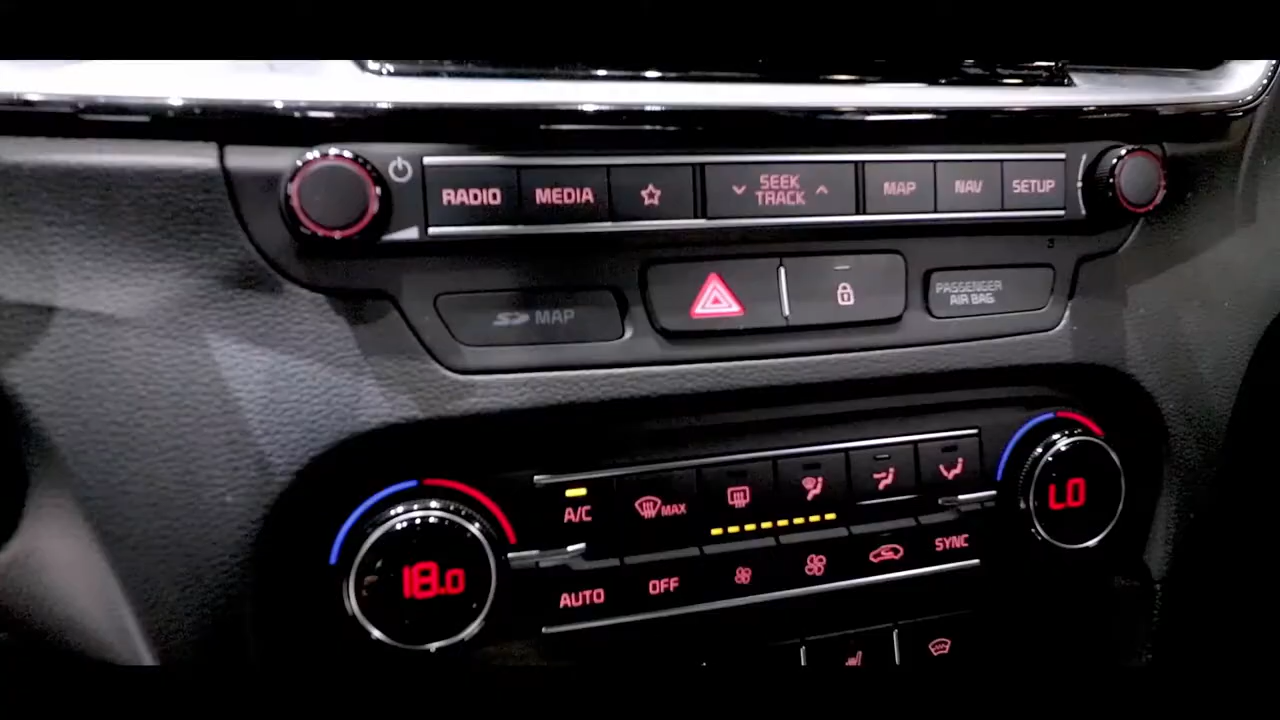 RADIO MEDIA SEEK TRACK MAP NAV SETUP
SD MAP
PASSENGER
AIR BAG
3
A/C MAX
18.0
LO
AUTO OFF SYNC